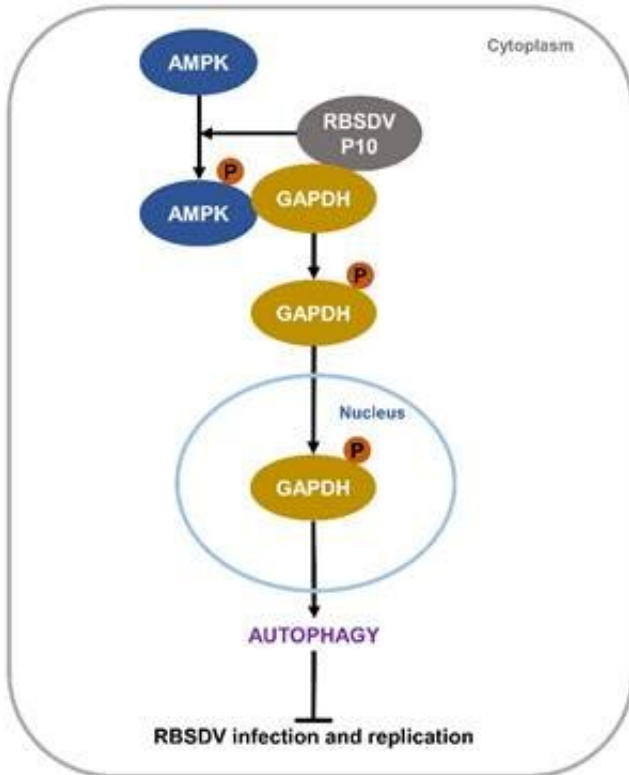 Cytoplasm
AMPK
RBSDV
P10
P
AMPK
GAPDH
P
GAPDH
Nucleus
P
GAPDH
AUTOPHAGY
RBSDV infection and replication